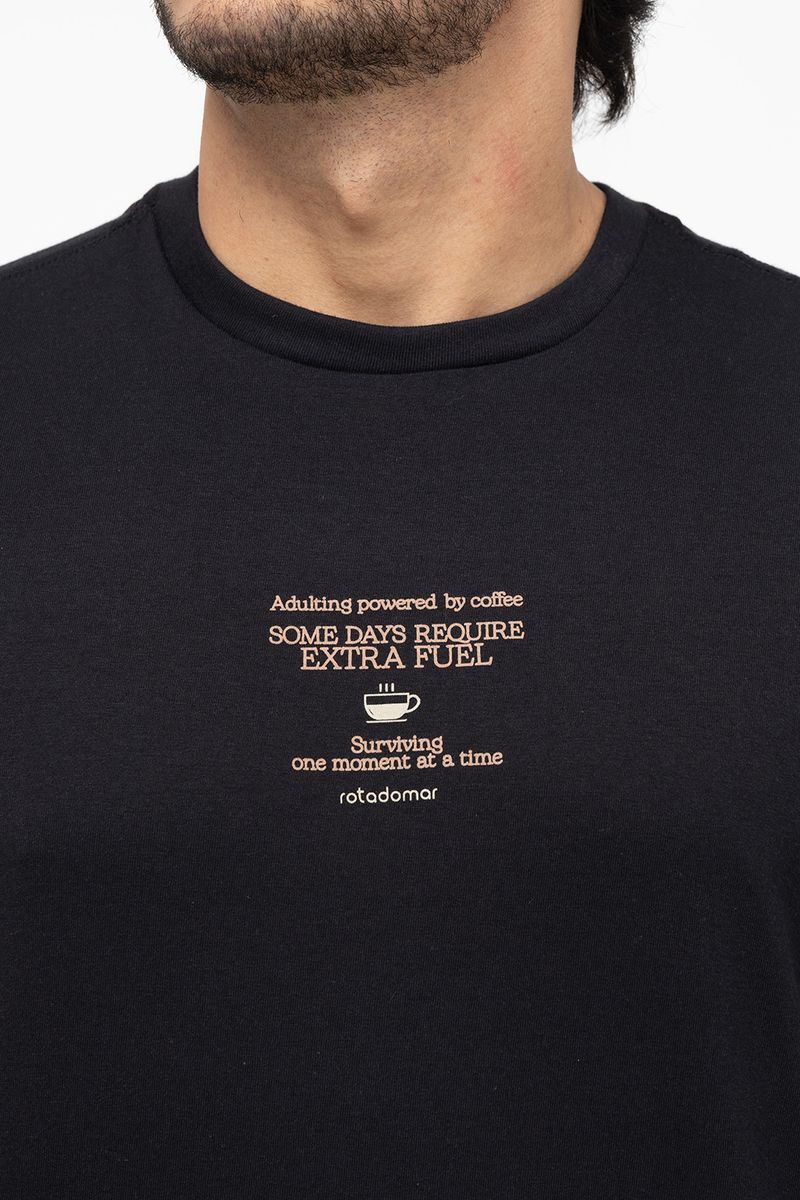 Adulting powered by coffee
SOME DAYS REQUIRE
EXTRA FUEL
Surviving
one moment at a time
rotadomar